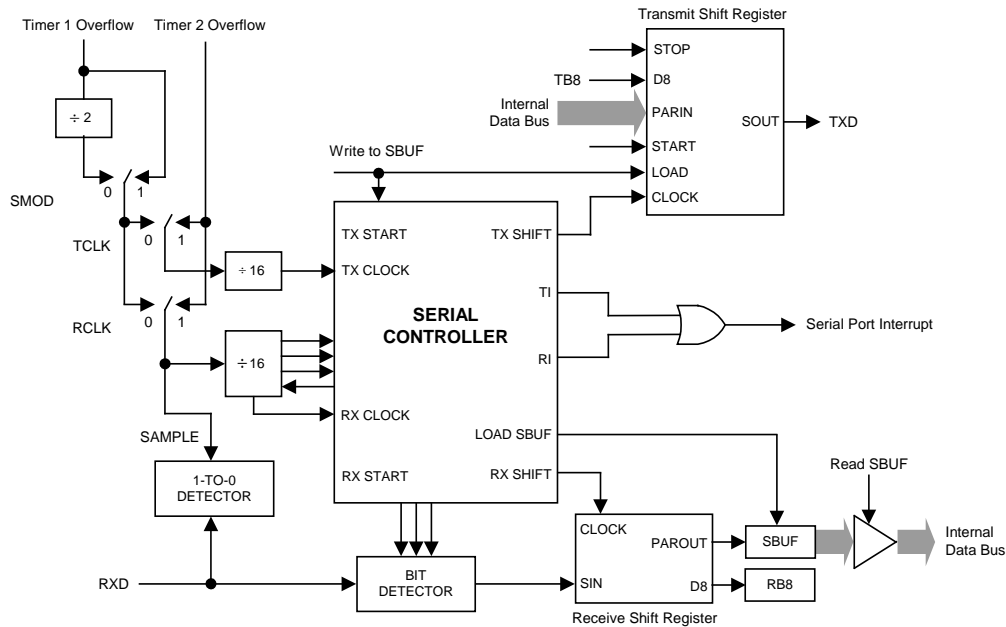 Timer 1 Overflow
Timer 2 Overflow
÷ 2
SMOD
0
1
TCLK
0
1
RCLK
0
1
÷ 16
÷ 16
SAMPLE
1-TO-0
DETECTOR
RXD
Write to SBUF
TX START
TX CLOCK
SERIAL
CONTROLLER
RX CLOCK
RX START
TX SHIFT
TI
RI
LOAD SBUF
RX SHIFT
BIT
DETECTOR
Transmit Shift Register
STOP
TB8
D8
Internal
Data Bus
PARIN
SOUT
TXD
START
LOAD
CLOCK
Serial Port Interrupt
Read SBUF
CLOCK
PAROUT
SBUF
Internal
Data Bus
SIN
D8
RB8
Receive Shift Register